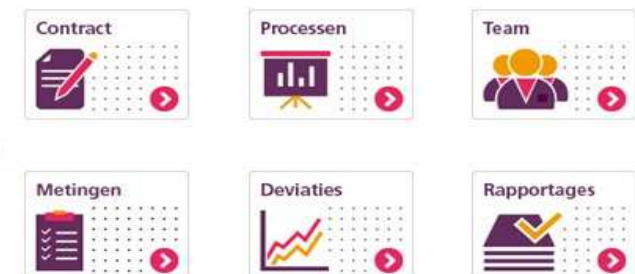 Contract
Processen
Team
Metingen
Deviaties
Rapportages